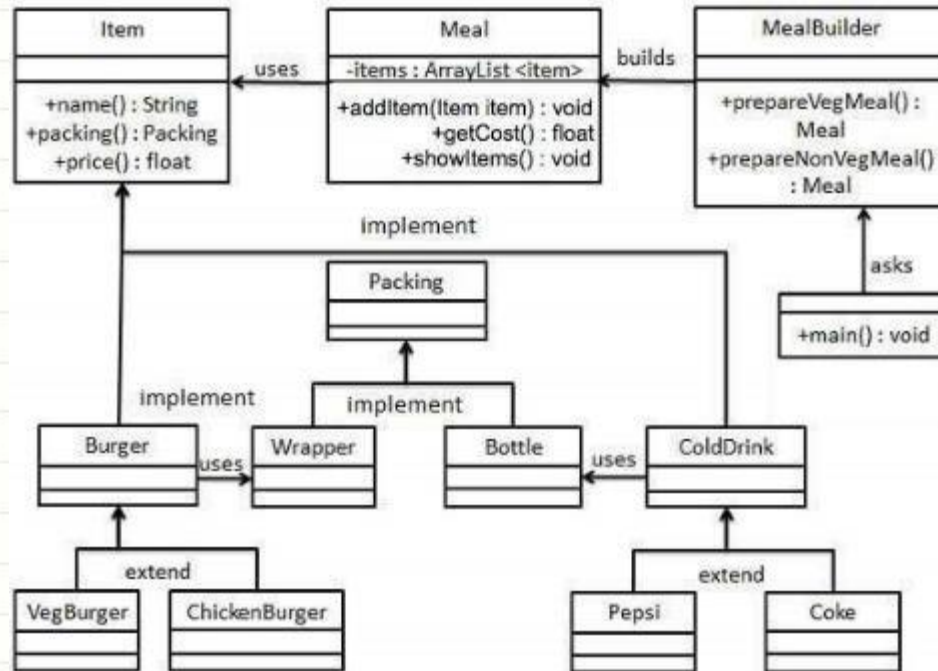 Item
+name() : String
+packing() : Packing
+price() : float
uses
Meal
-items : ArrayList <item>
+addItem(Item item) : void
+getCost() : float
+showItems() : void
builds
MealBuilder
+prepareVegMeal() :
Meal
+prepareNonVegMeal()
: Meal
implement
asks
+main() : void
Packing
implement
implement
Burger
uses
Wrapper
Bottle
uses
ColdDrink
extend
extend
VegBurger
ChickenBurger
Pepsi
Coke